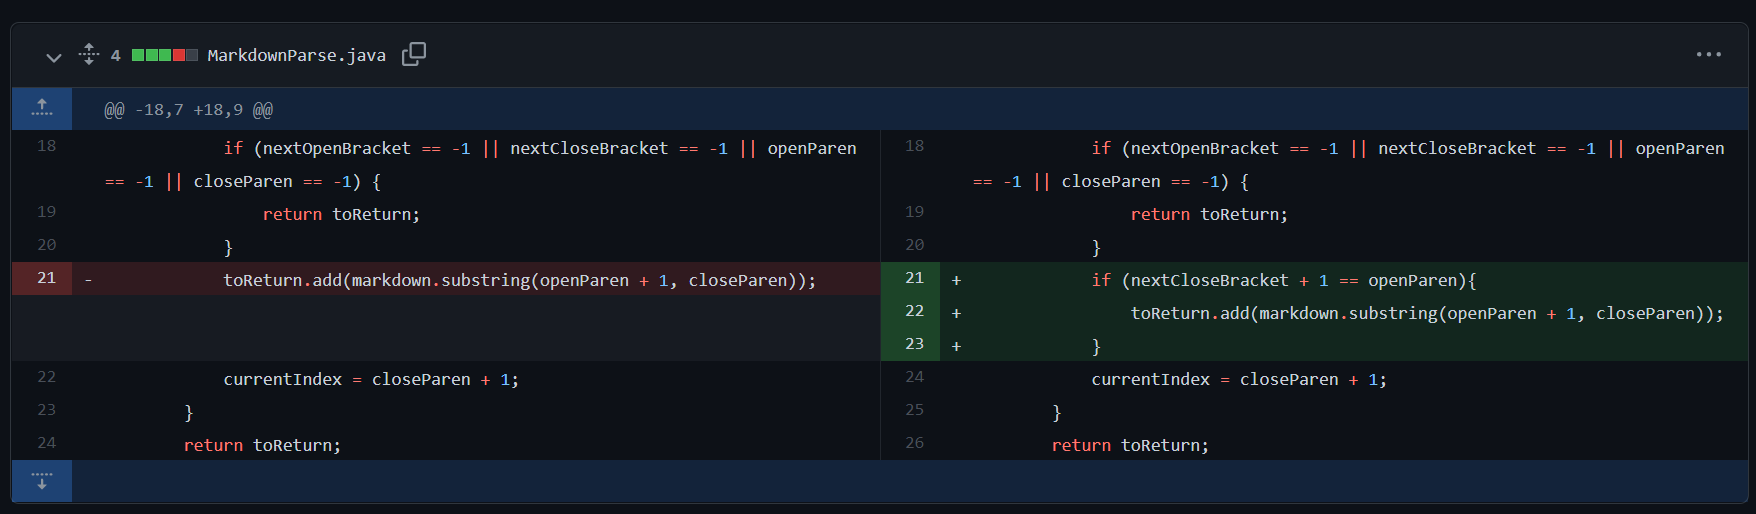 4 MarkdownParse.java
@@ -18,7 +18,9 @@
18 if (nextOpenBracket == -1 || nextCloseBracket == -1 || openParen
== -1 || closeParen == -1) {
19 return toReturn;
20 }
21 - toReturn.add(markdown.substring(openParen + 1, closeParen));
22 currentIndex = closeParen + 1;
23 }
24 return toReturn;
18 if (nextOpenBracket == -1 || nextCloseBracket == -1 || openParen
== -1 || closeParen == -1) {
19 return toReturn;
20 }
21 + if (nextCloseBracket + 1 == openParen){
22 + toReturn.add(markdown.substring(openParen + 1, closeParen));
23 + }
24 currentIndex = closeParen + 1;
25 }
26 return toReturn;